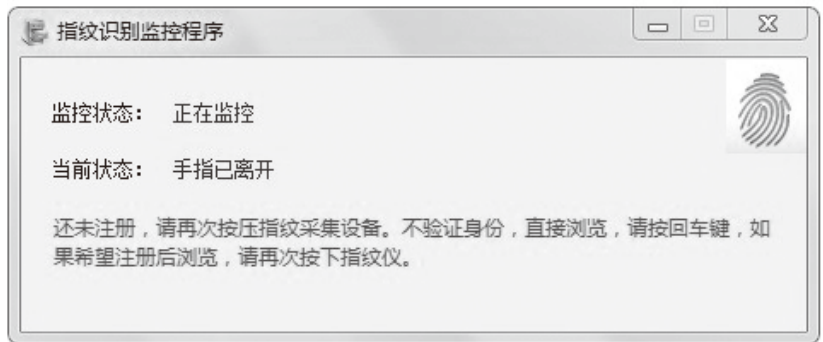 指纹识别监控程序
监控状态： 正在监控
当前状态： 手指已离开
还未注册，请再次按压指纹采集设备。不验证身份，直接浏览，请按回车键，如
果希望注册后浏览，请再次按下指纹仪。